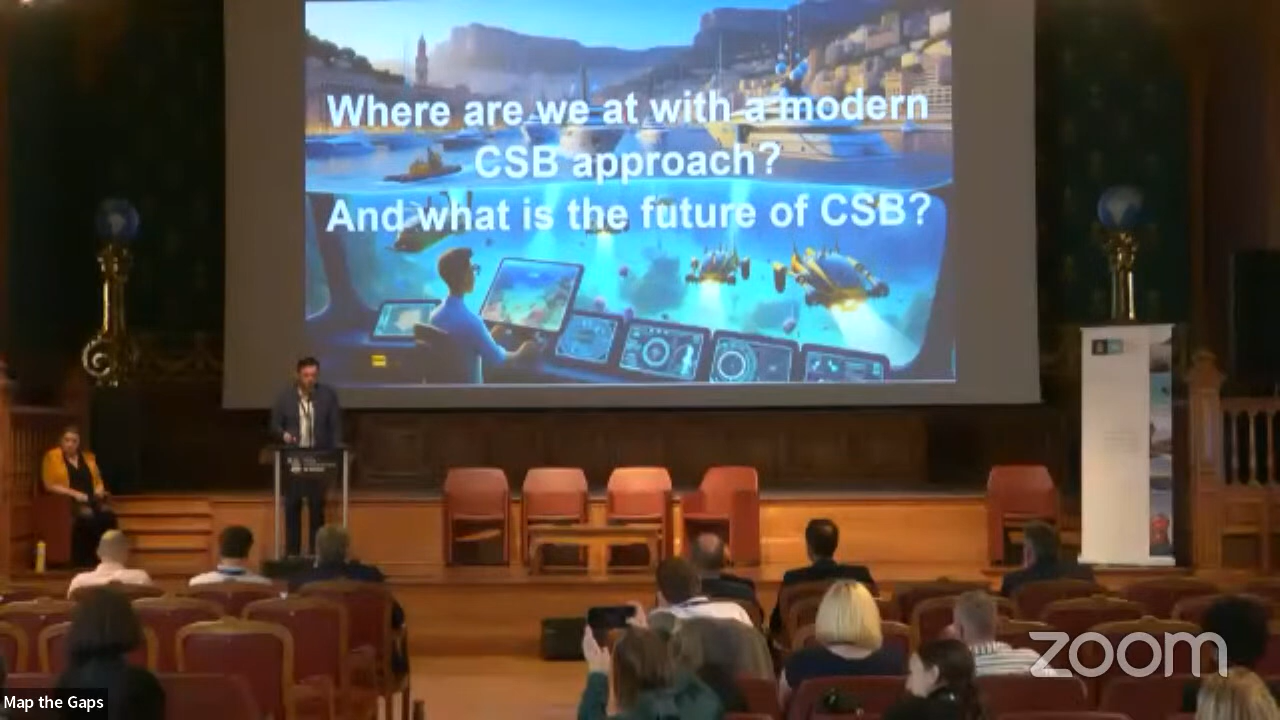 Where are we at with a modern
CSB approach?
And what is the future of CSB?
zoom
Map the Gaps